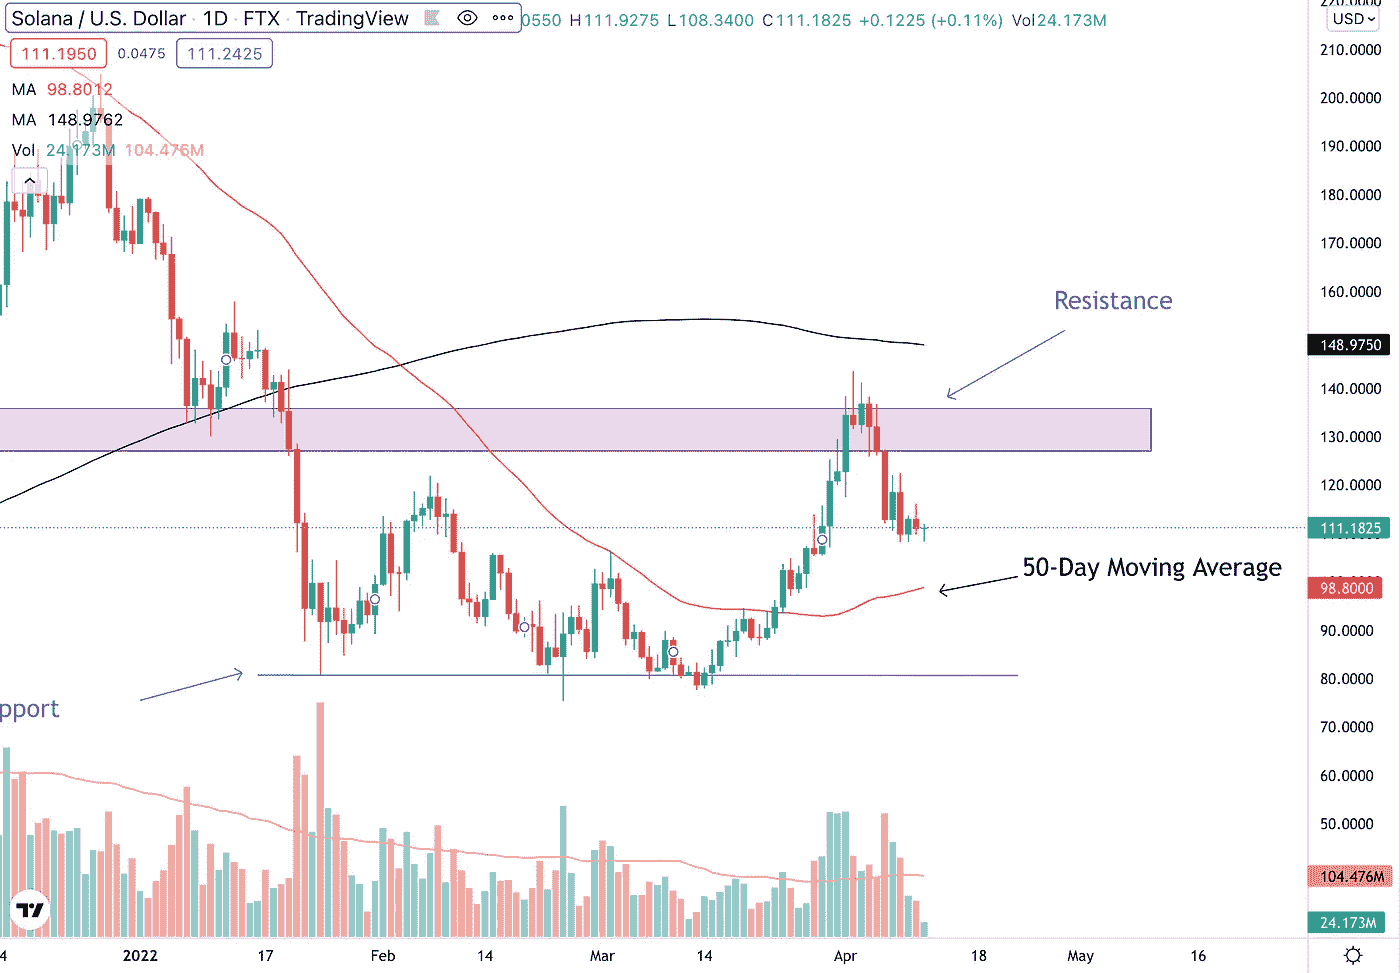 Solana / U.S. Dollar · 1D · FTX · TradingView 0550 H111.9275 L108.3400 C111.1825 +0.1225 (+0.11%) Vol24.173M
USD
111.1950 0.0475 111.2425
MA 98.8012
MA 148.9762
Vol 24.173M 104.476M
220.0000
210.0000
200.0000
190.0000
180.0000
170.0000
160.0000
148.9750
140.0000
130.0000
120.0000
111.1825
98.8000
90.0000
80.0000
70.0000
60.0000
50.0000
104.476M
24.173M
Resistance
50-Day Moving Average
pport
4 2022 17 Feb 14 Mar 14 Apr 18 May 16